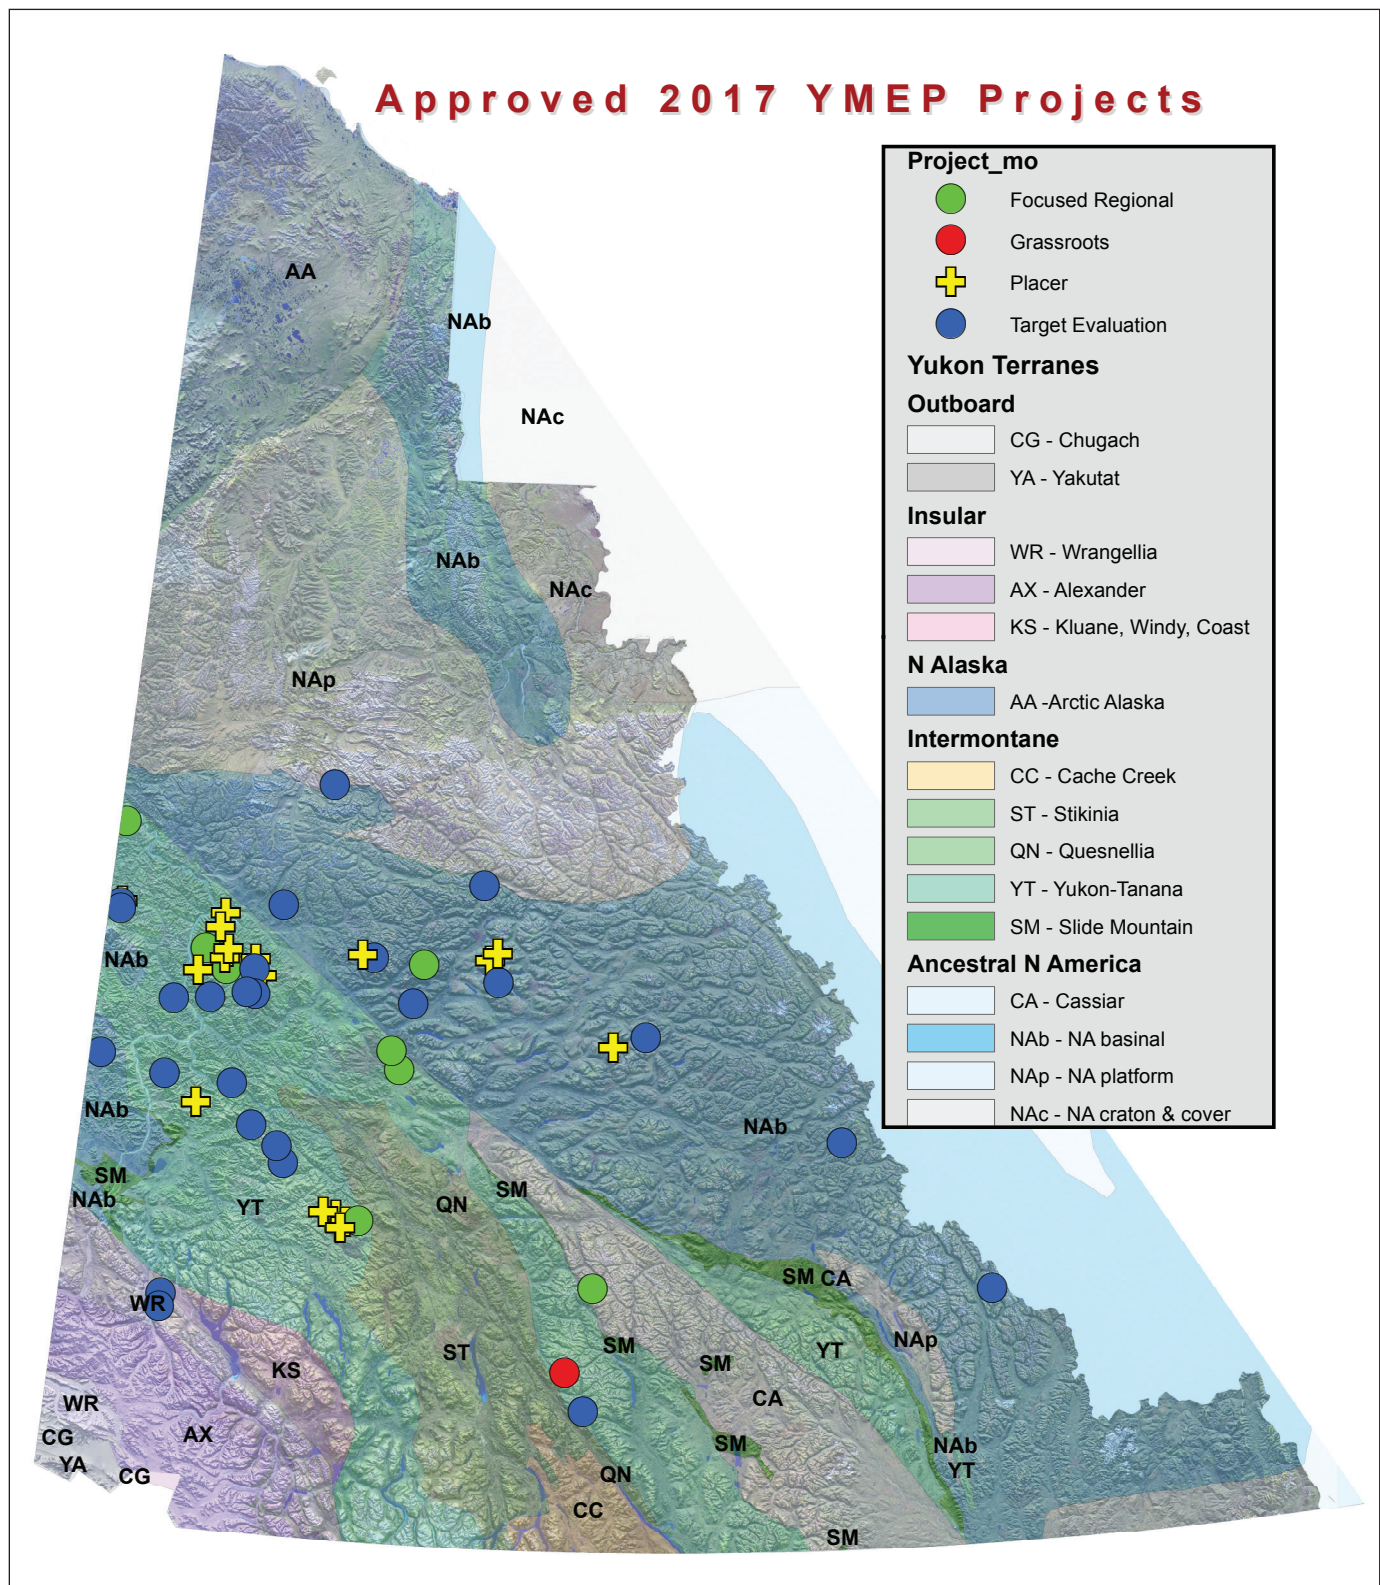 Approved 2017 YMEP Projects
Project_mo
Focused Regional
Grassroots
Placer
Target Evaluation
Yukon Terranes
Outboard
CG - Chugach
YA - Yakutat
Insular
WR - Wrangellia
AX - Alexander
KS - Kluane, Windy, Coast
N Alaska
AA -Arctic Alaska
Intermontane
CC - Cache Creek
ST - Stikinia
QN - Quesnellia
YT - Yukon-Tanana
SM - Slide Mountain
Ancestral N America
CA - Cassiar
NAb - NA basinal
NAp - NA platform
NAc - NA craton & cover
AA
NAb
NAc
NAb
NAc
NAp
NAb
NAb
NAb
SM
NAb
YT
QN
SM
SM
CA
WR
NAp
ST
SM
YT
KS
SM
CA
WR
AX
CG
SM
NAb
YA
CG
QN
YT
CC
SM